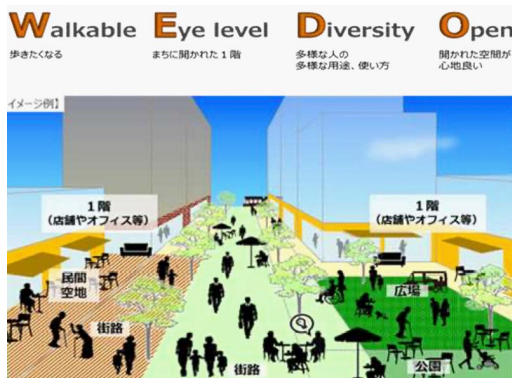 Walkable Eye level Diversity Open
歩きたくなる
まちに開かれた1階
多様な人の
多様な用途、使い方
開かれた空間が
心地良い
イメージ例】
1階
(店舗やオフィス等)
1階
(店舗やオフィス等)
民間
空地
広場
街路
街路
公園